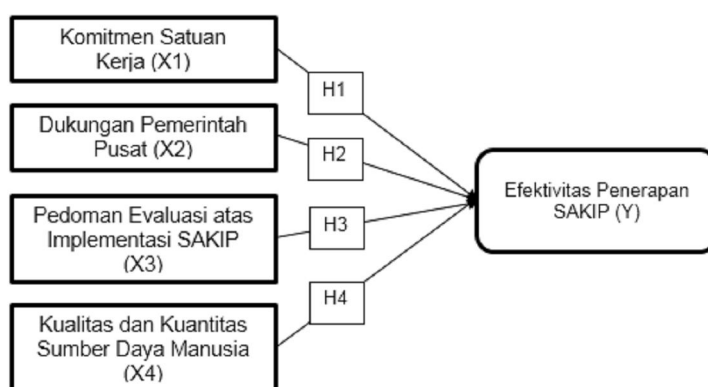 Komitmen Satuan
Kerja (X1)
H1
Dukungan Pemerintah
Pusat (X2)
H2
Pedoman Evaluasi atas
Implementasi SAKIP
(X3)
H3
Kualitas dan Kuantitas
Sumber Daya Manusia
(X4)
H4
Efektivitas Penerapan
SAKIP (Y)